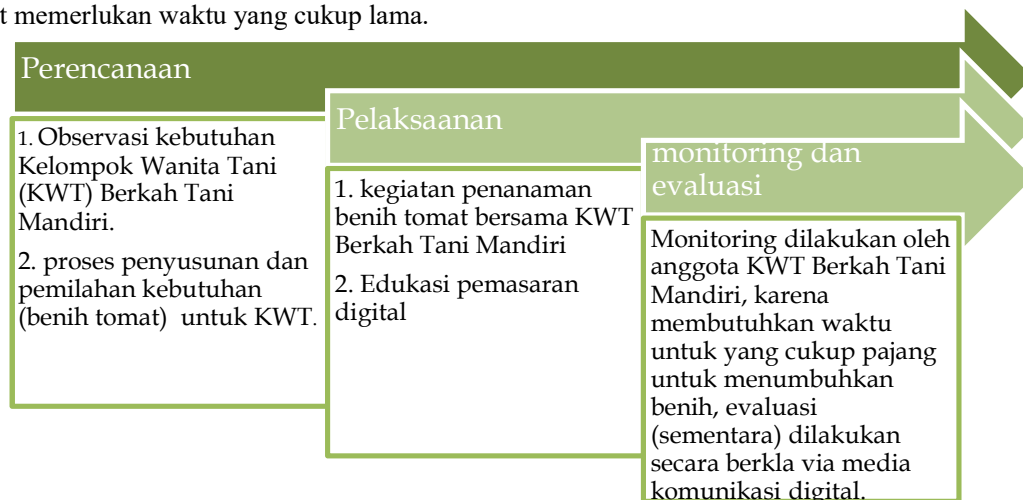 t memerlukan waktu yang cukup lama.
Perencanaan
1. Observasi kebutuhan
Kelompok Wanita Tani
(KWT) Berkah Tani
Mandiri.
2. proses penyusunan dan
pemilahan kebutuhan
(benih tomat) untuk KWT.
Pelaksaanan
1. kegiatan penanaman
benih tomat bersama KWT
Berkah Tani Mandiri
2. Edukasi pemasaran
digital
monitoring dan
evaluasi
Monitoring dilakukan oleh
anggota KWT Berkah Tani
Mandiri, karena
membutuhkan waktu
untuk yang cukup pajang
untuk menumbuhkan
benih, evaluasi
(sementara) dilakukan
secara berkla via media
komunikasi digital.